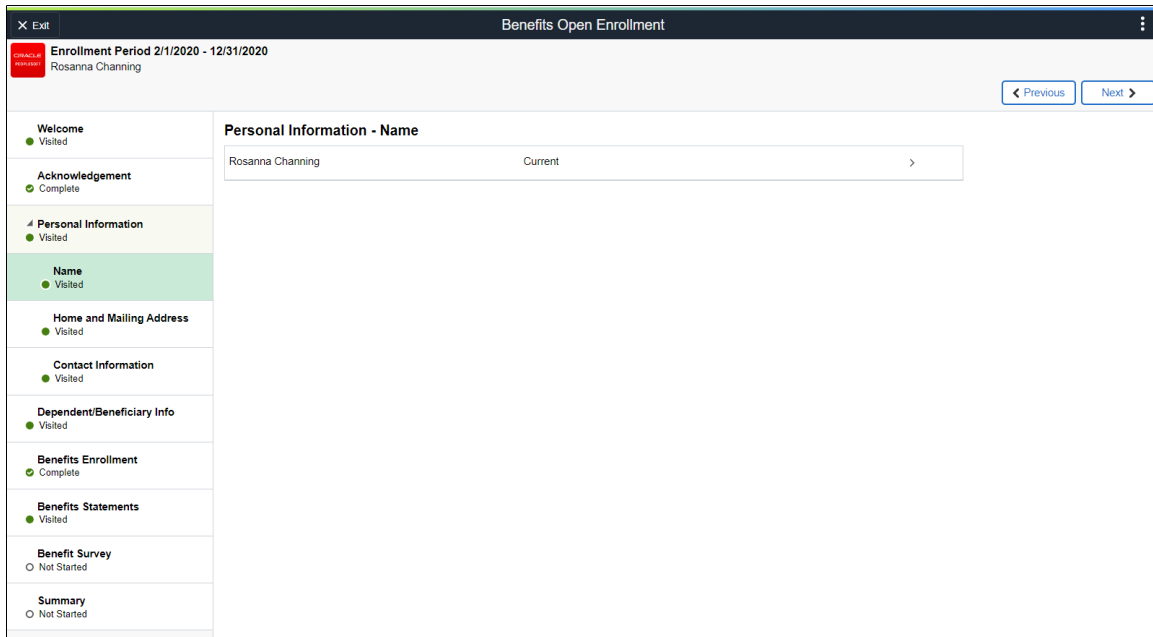 Exit
Benefits Open Enrollment
ORACLE
PEOPLESOFT
Enrollment Period 2/1/2020 - 12/31/2020
Rosanna Channing
Previous
Next
Welcome
Visited
Acknowledgement
Complete
Personal Information
Visited
Name
Visited
Home and Mailing Address
Visited
Contact Information
Visited
Dependent/Beneficiary Info
Visited
Benefits Enrollment
Complete
Benefits Statements
Visited
Benefit Survey
Not Started
Summary
Not Started
Personal Information - Name
Rosanna Channing Current